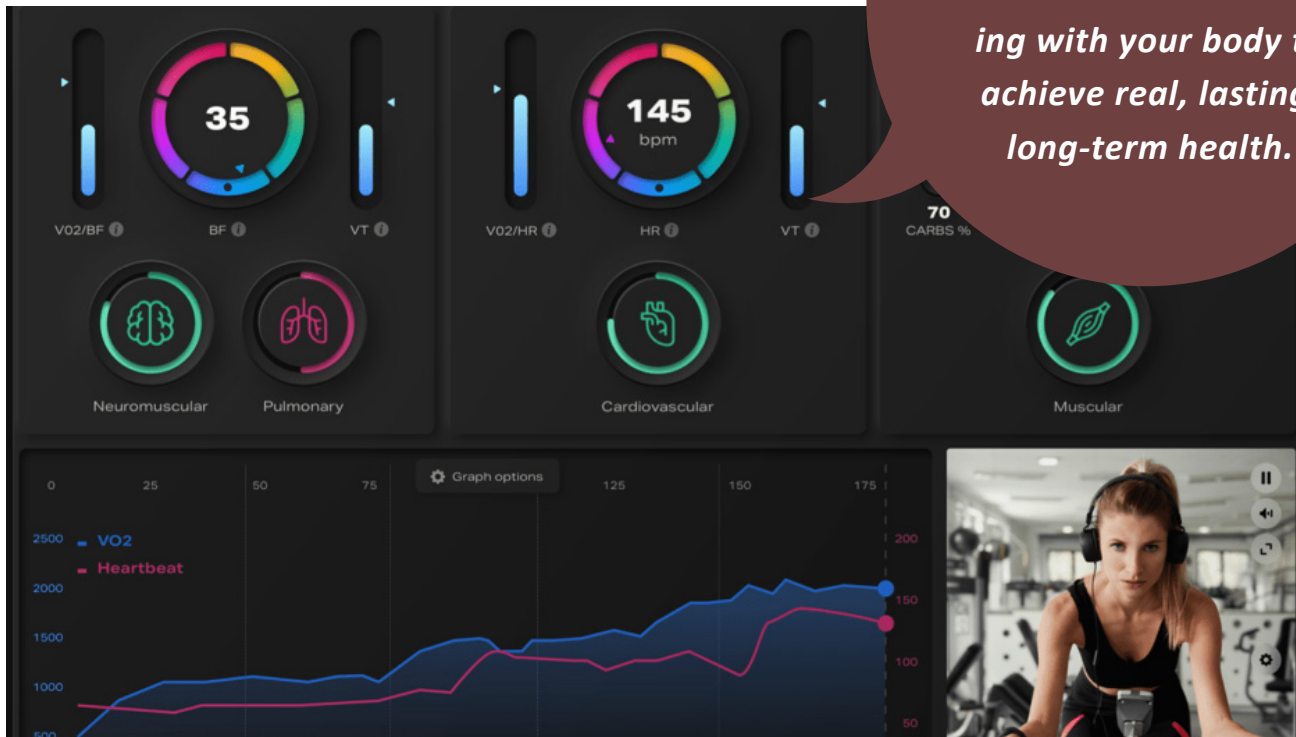 ing with your body t
achieve real, lasting
long-term health.
35
V02/BF
BF
VT
145
bpm
V02/HR
HR
VT
70
CARBS %
Neuromuscular
Pulmonary
Cardiovascular
Muscular
Graph options
0 25 50 75 125 150 175
VO2
Heartbeat
2500
2000
1500
1000
500
200
150
100
50